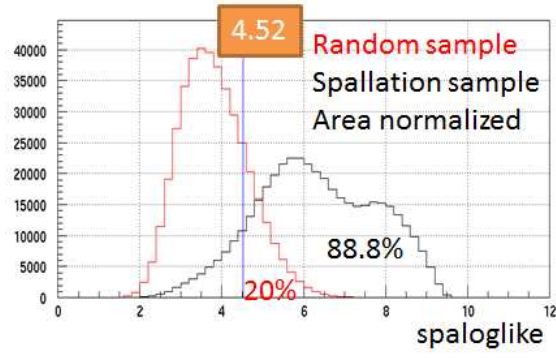 4.52
Random sample
Spallation sample
Area normalized
40000
35000
30000
25000
20000
15000
10000
5000
0
88.8%
20%
0 2 4 6 8 10 12
spaloglike